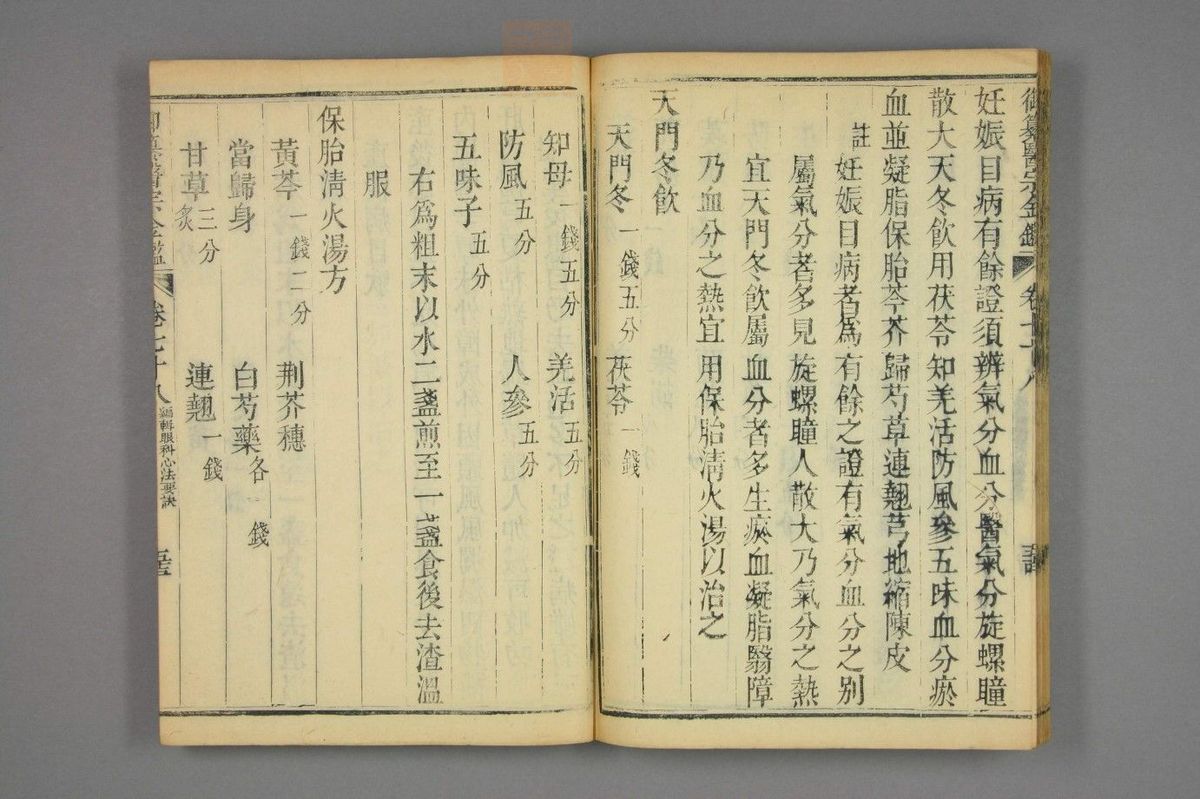 御纂醫宗金鑑 卷七十八
妊娠目病有餘證須辨氣分血分醫氣分旋螺瞳
散大天冬飲用茯苓知羌活防風參五味血分瘀
血並凝脂保胎芩芥歸芍草連翹芎地縮陳皮
註妊娠目病者為有餘之證有氣分血分之別
屬氣分者多見旋螺瞳人散大乃氣分之熱
宜天門冬飲屬血分者多生瘀血凝脂翳障
乃血分之熱宜用保胎淸火湯以治之
天門冬飲
天門冬一錢五分 茯苓一錢
知母一錢五分 羌活五分
防風五分 人參五分
五味子五分
右爲粗末以水二盞煎至一盞食後去渣溫
服
保胎淸火湯方
黃芩一錢二分 荆芥穗
當歸身 白芍藥各一錢
甘草炙三分 連翹一錢
御纂醫宗金鑑 卷七十八 編輯眼科心法要訣